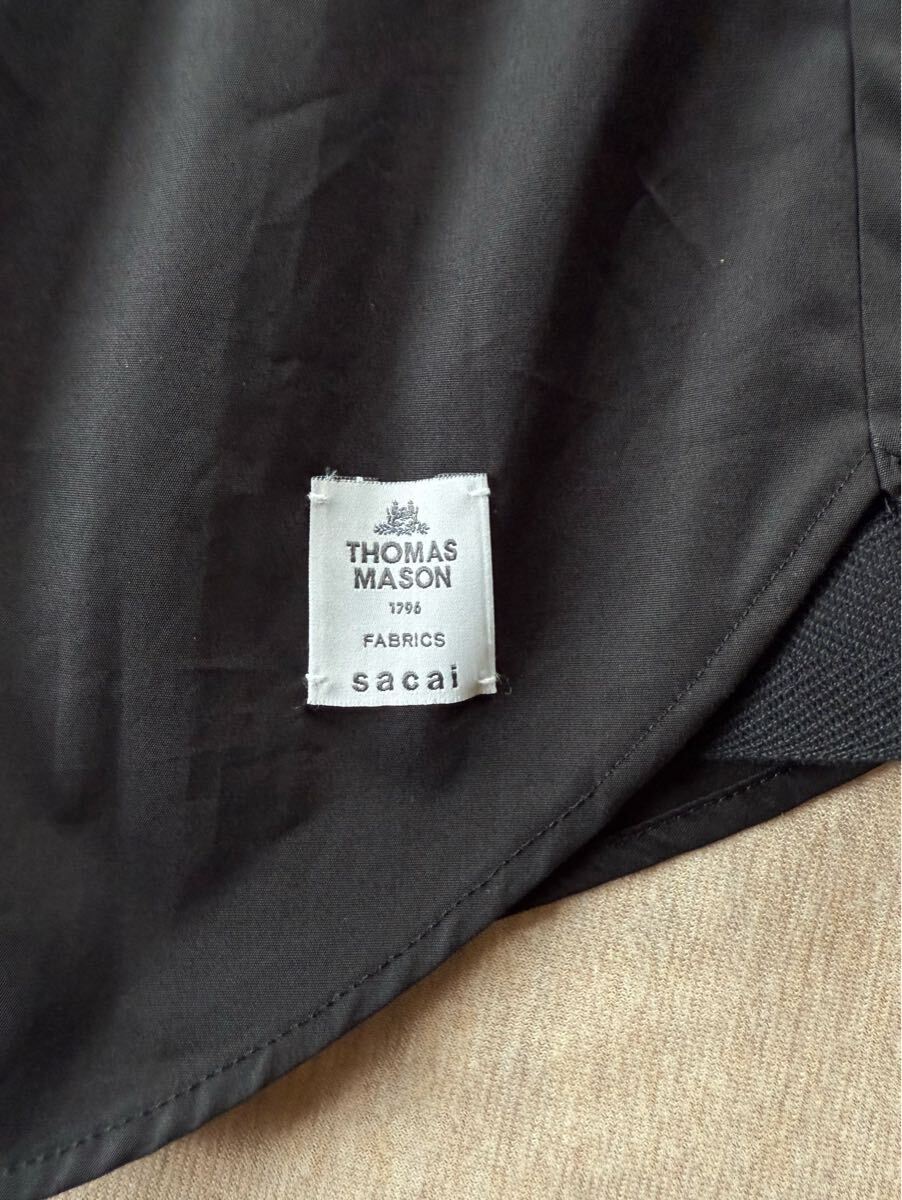 THOMAS
MASON
1796
FABRICS
sacai